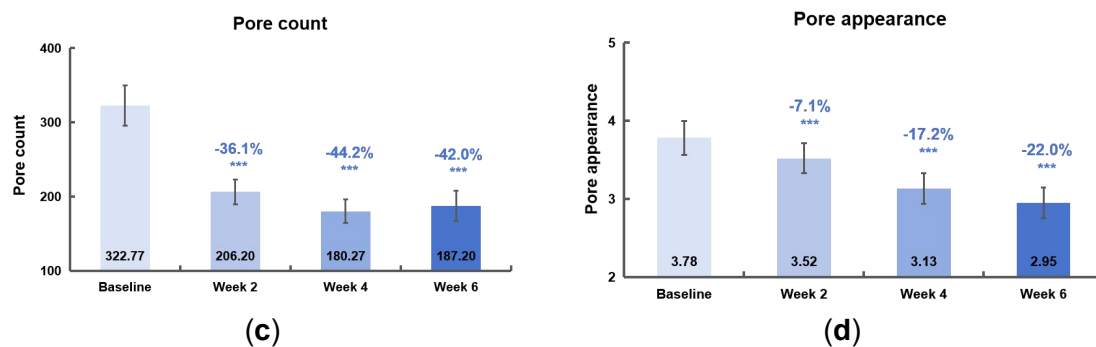 Pore count
400
300
200
100
Pore count
-36.1%
***
-44.2%
***
-42.0%
***
322.77
206.20
180.27
187.20
Baseline
Week 2
Week 4
Week 6
(c)
Pore appearance
5
4
3
2
Pore appearance
-7.1%
***
-17.2%
***
-22.0%
***
3.78
3.52
3.13
2.95
Baseline
Week 2
Week 4
Week 6
(d)